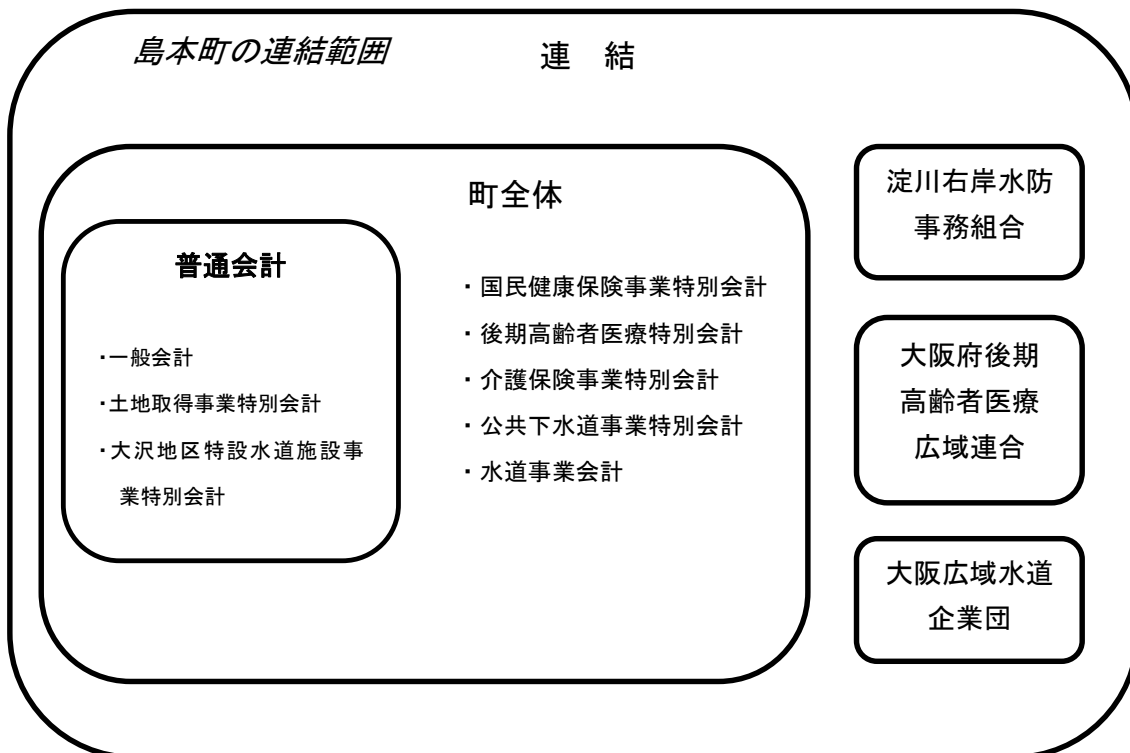 島本町の連結範囲
連 結
町全体
普通会計
・一般会計
・土地取得事業特別会計
・大沢地区特設水道施設事
業特別会計
・国民健康保険事業特別会計
・後期高齢者医療特別会計
・介護保険事業特別会計
・公共下水道事業特別会計
・水道事業会計
淀川右岸水防
事務組合
大阪府後期
高齢者医療
広域連合
大阪広域水道
企業団